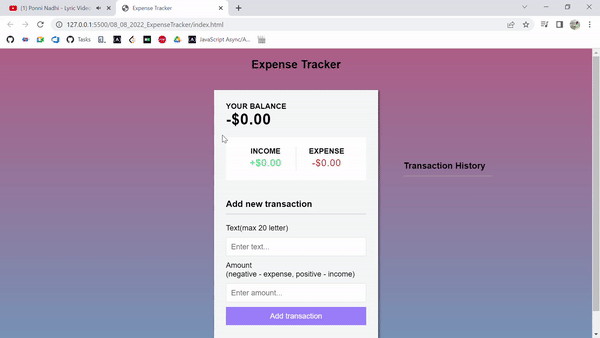 (1) Ponni Nadhi - Lyric Video
Expense Tracker
127.0.0.1:5500/08_08_2022_ExpenseTracker/index.html
Tasks
JavaScript Async/A...
Expense Tracker
YOUR BALANCE
-$0.00
INCOME
EXPENSE
+$0.00
-$0.00
Transaction History
Add new transaction
Text(max 20 letter)
Enter text...
Amount
(negative - expense, positive - income)
Enter amount...
Add transaction